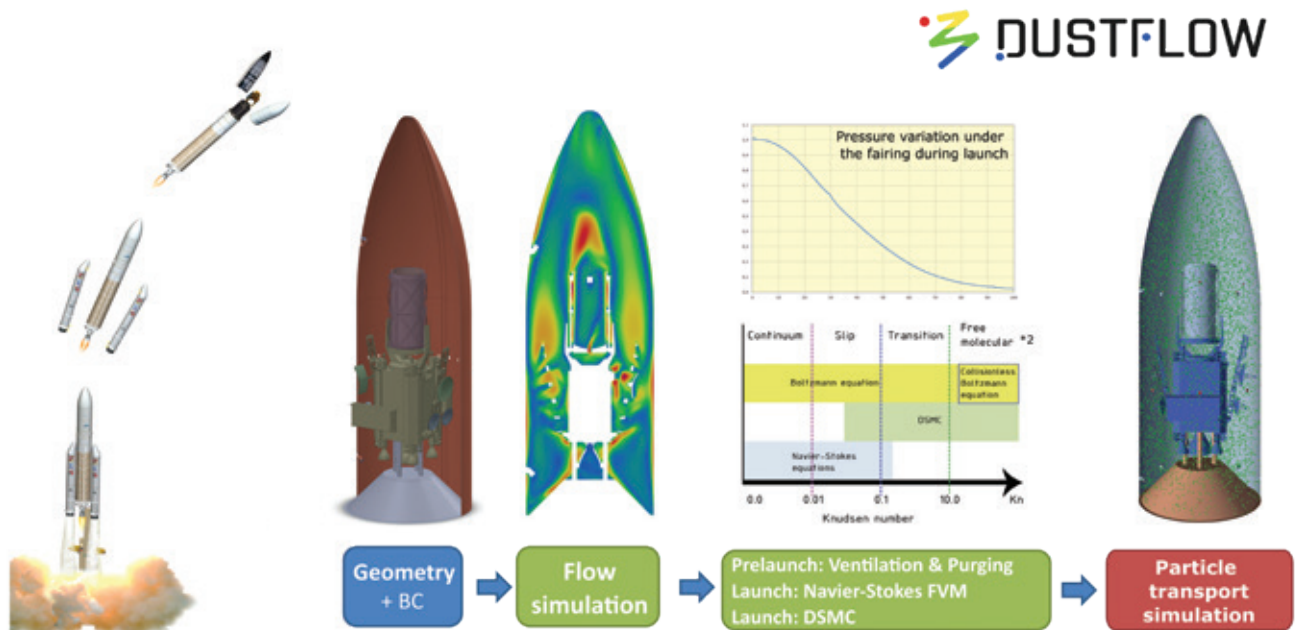 DUSTFLOW
Pressure variation under
the fairing during launch
Continuum
Slip
Transition
Free
molecular *2
Boltzmann equation
Collisionless
Boltzmann
equation
DSMC
Navier-Stokes
equations
0.0
0.01
0.1
10.0
Kn
Knudsen number
Geometry
+ BC
Flow
simulation
Prelaunch: Ventilation & Purging
Launch: Navier-Stokes FVM
Launch: DSMC
Particle
transport
simulation